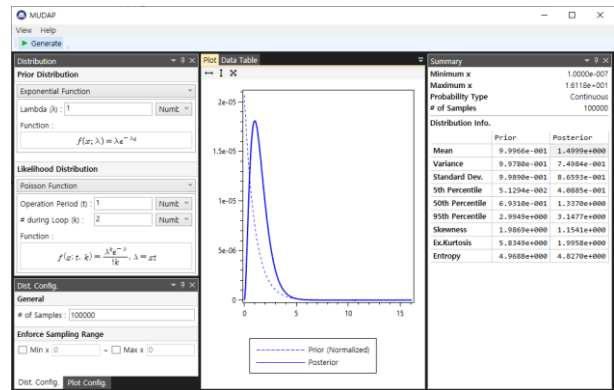 MUDAP
View Help
Generate
Distribution
Prior Distribution
Exponential Function
Lambda (λ) : 1 Numb
Function :
f(x; λ) = λe^−λx
Likelihood Distribution
Poisson Function
Operation Period (t) : 1 Numb
# during Loop (k) : 2 Numb
Function :
f(x; t, k) = λ^k e^−λ / !k , λ = xt
Dist. Config.
General
# of Samples : 100000
Enforce Sampling Range
Min x 0 ~ Max x 0
Dist. Config. Plot Config.
Plot Data Table
2e-05
1.5e-05
1e-05
5e-06
0
0 5 10 15
Prior (Normalized)
Posterior
Summary
Minimum x 1.0000e-007
Maximum x 1.6118e+001
Probability Type Continuous
# of Samples 100000
Distribution Info.
Prior Posterior
Mean 9.9966e-001 1.4999e+000
Variance 9.9780e-001 7.4984e-001
Standard Dev. 9.9890e-001 8.6593e-001
5th Percentile 5.1294e-002 4.0685e-001
50th Percentile 6.9310e-001 1.3370e+000
95th Percentile 2.9949e+000 3.1477e+000
Skewness 1.9869e+000 1.1541e+000
Ex.Kurtosis 5.8349e+000 1.9958e+000
Entropy 4.9688e+000 4.8270e+000